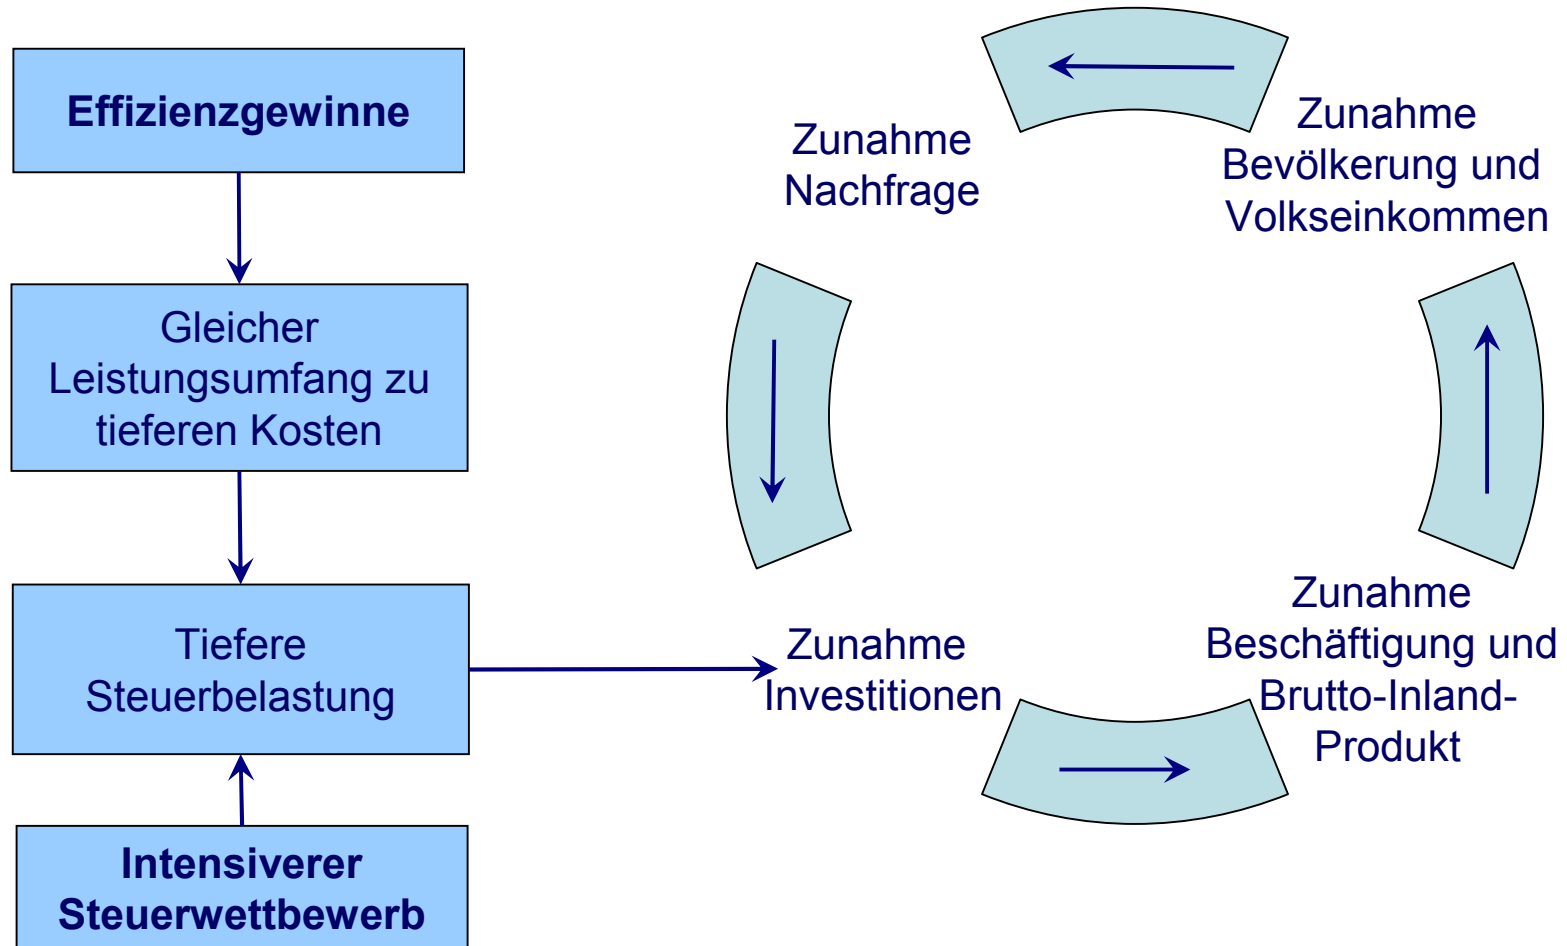 Effizienzgewinne
Gleicher
Leistungsumfang zu
tieferen Kosten
Tiefere
Steuerbelastung
Intensiverer
Steuerwettbewerb
Zunahme
Nachfrage
Zunahme
Bevölkerung und
Volkseinkommen
Zunahme
Investitionen
Zunahme
Beschäftigung und
Brutto-Inland-
Produkt